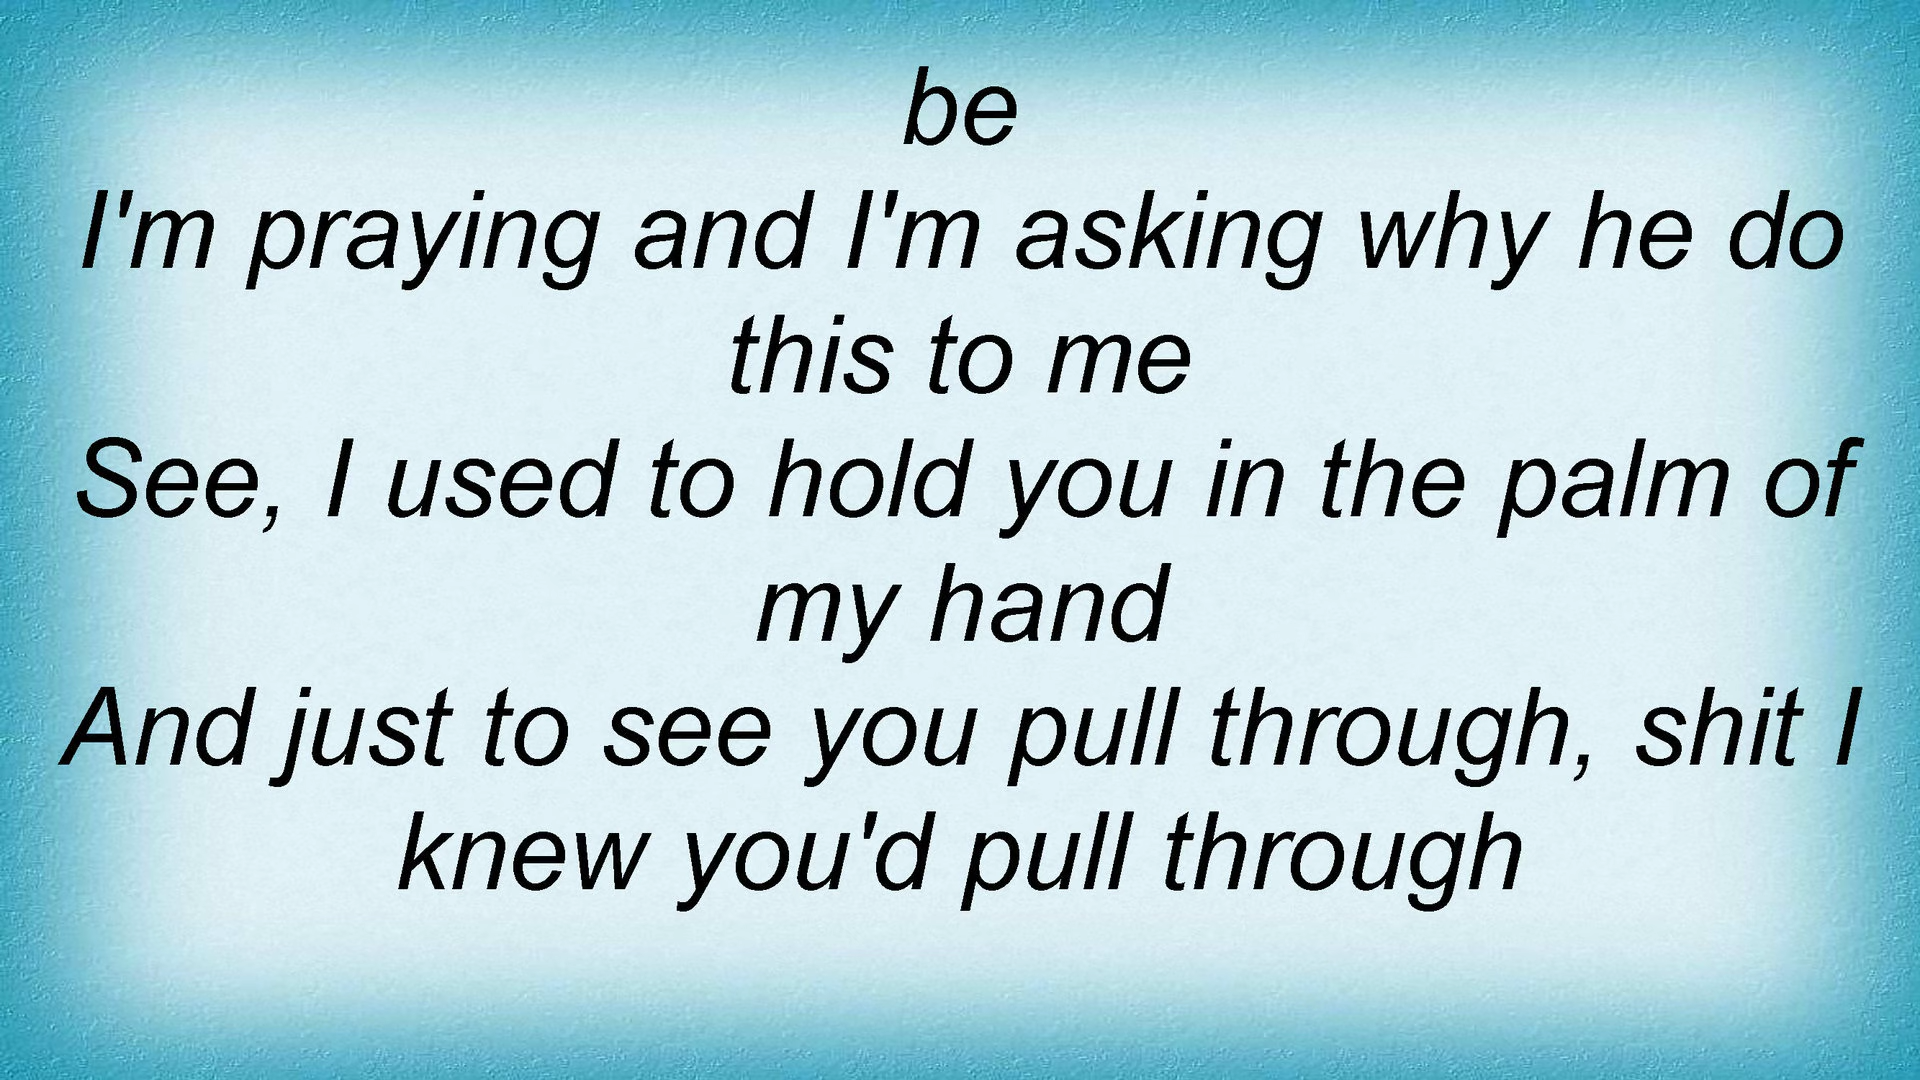 be
I'm praying and I'm asking why he do
this to me
See, I used to hold you in the palm of
my hand
And just to see you pull through, shit I
knew you'd pull through